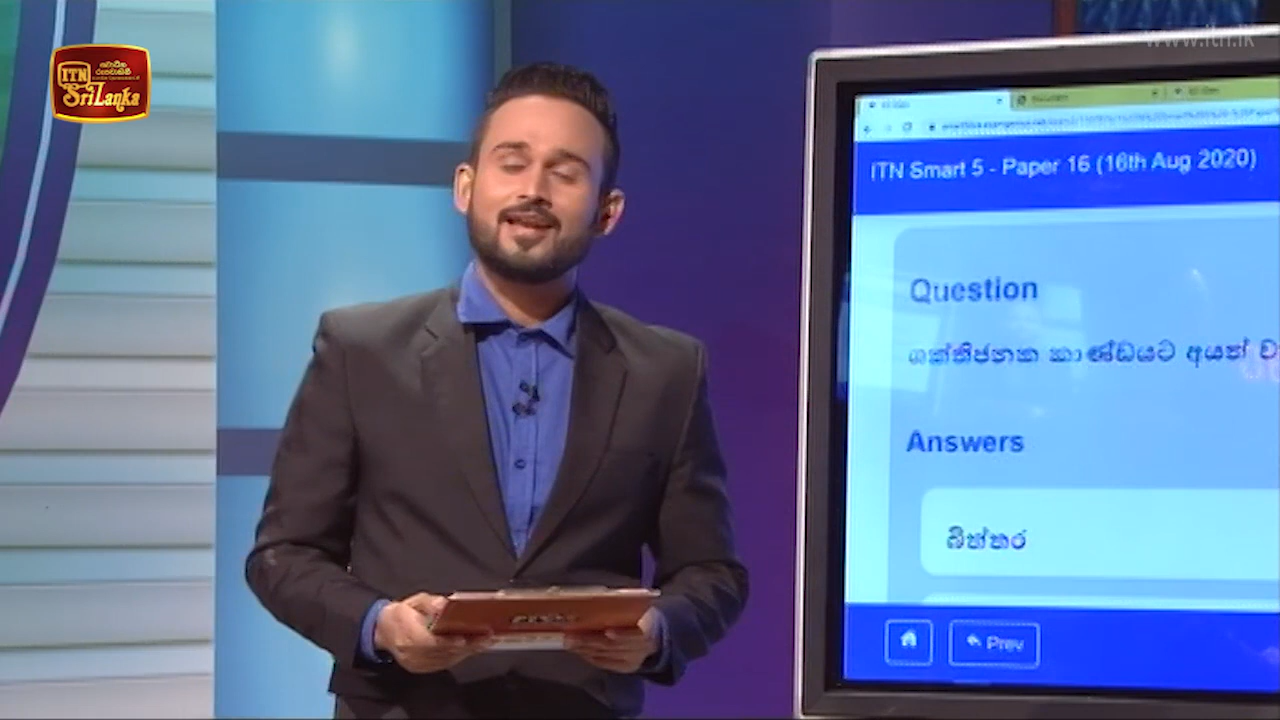 www.itn.lk
ITN
SriLanka
ITN Smart 5 - Paper 16 (16th Aug 2020)
Question
ශක්තිජනක කාණ්ඩයට අයත් ව
Answers
බිත්තර
Prev